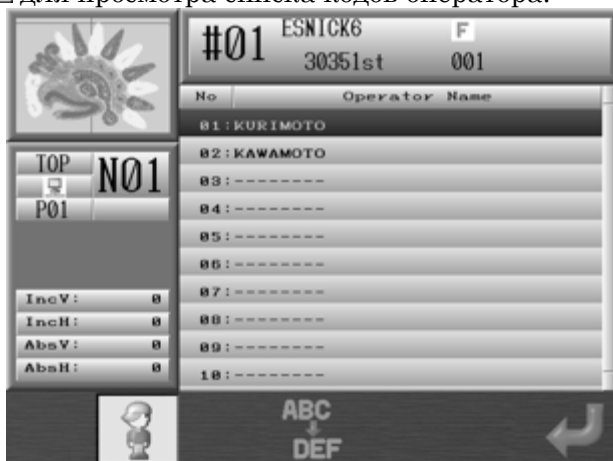 для просмотра списка кодов оператора.
#01 ESNICK6 F
30351st 001
No Operator Name
01:KURIMOTO
02:KAWAMOTO
03:--------
04:--------
05:--------
06:--------
07:--------
08:--------
09:--------
10:--------
TOP N01
P01
IncV: 0
IncH: 0
AbsV: 0
AbsH: 0
ABC
DEF